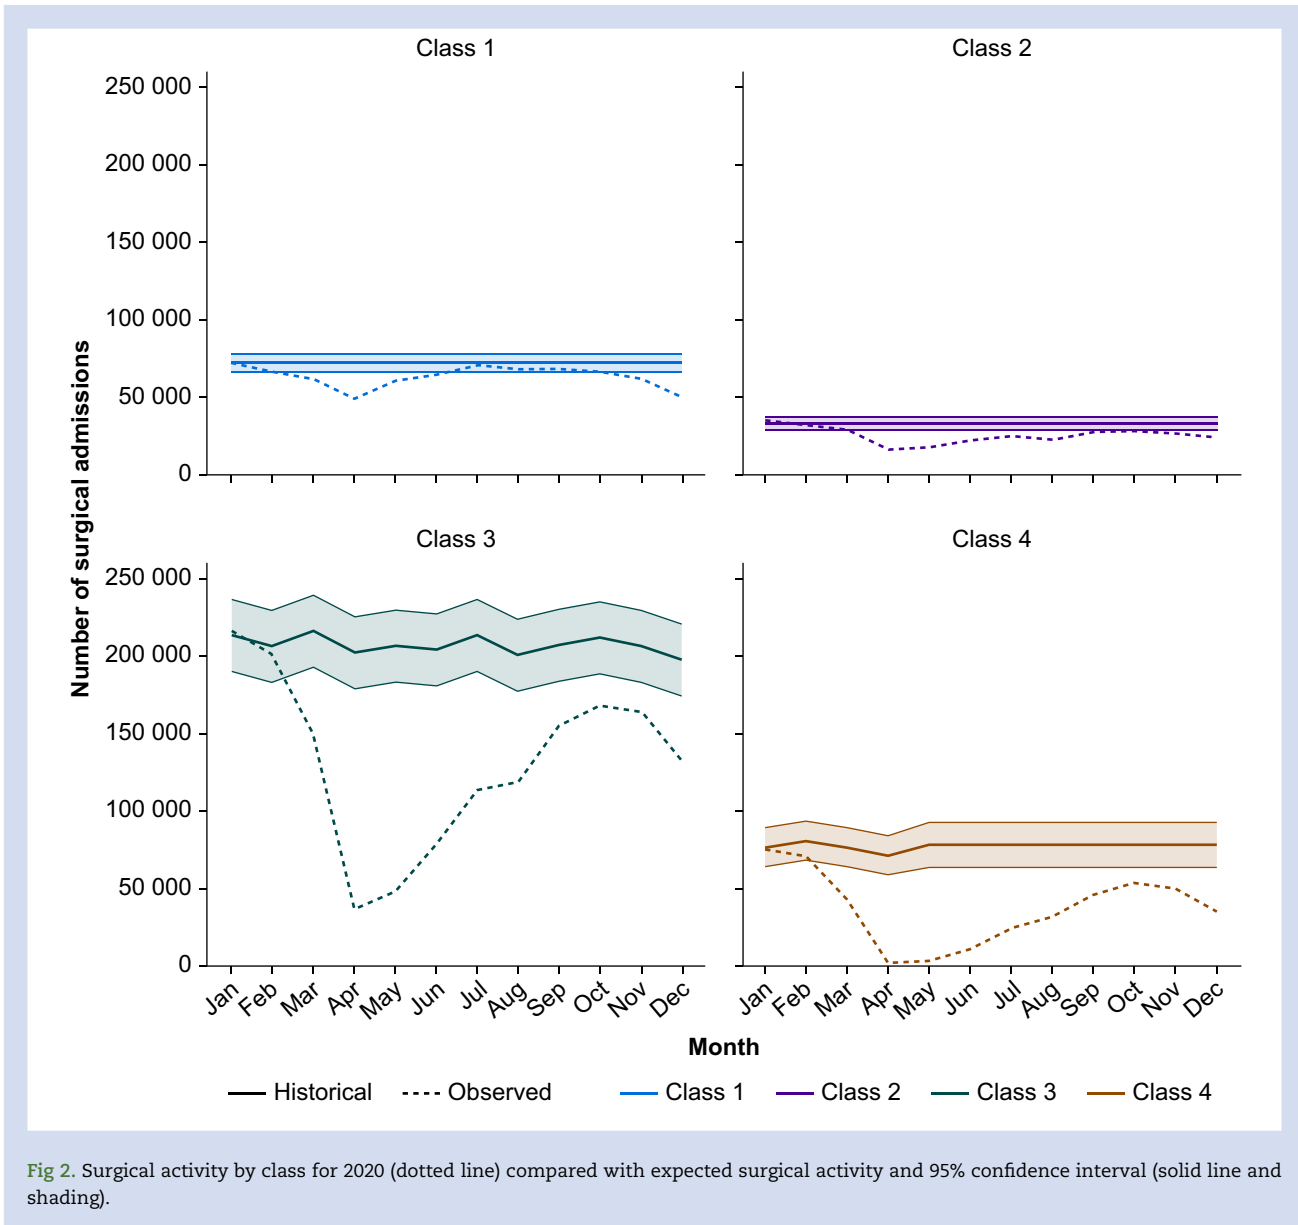 Class 1
Class 2
250 000
200 000
150 000
100 000
50 000
0
Number of surgical admissions
Class 3
Class 4
250 000
200 000
150 000
100 000
50 000
0
Jan Feb Mar Apr May Jun Jul Aug Sep Oct Nov Dec
Jan Feb Mar Apr May Jun Jul Aug Sep Oct Nov Dec
Month
Historical Observed Class 1 Class 2 Class 3 Class 4
Fig 2. Surgical activity by class for 2020 (dotted line) compared with expected surgical activity and 95% confidence interval (solid line and
shading).